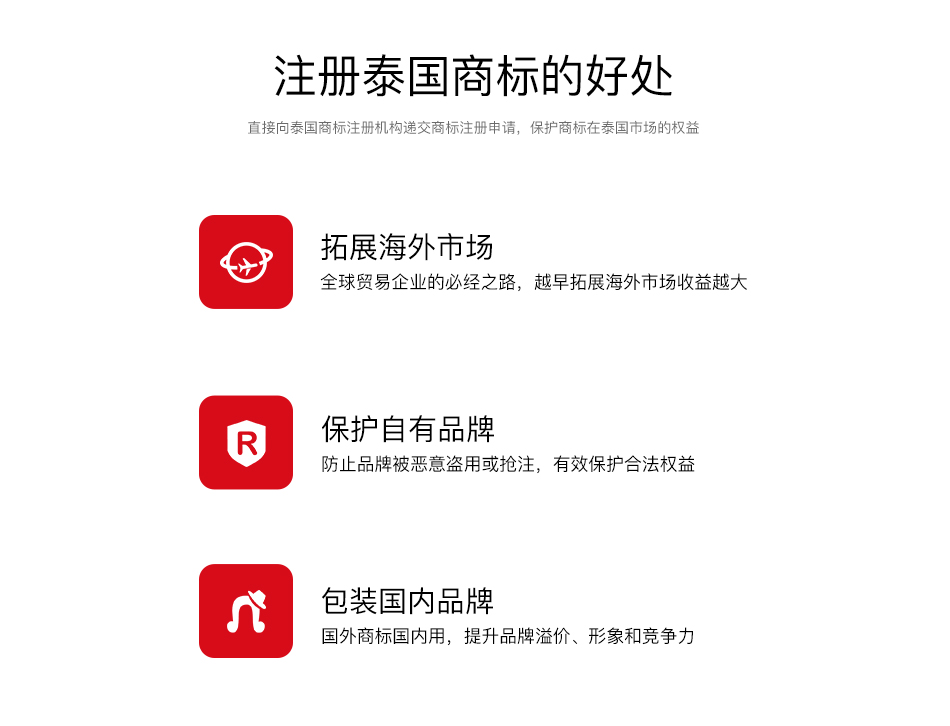 注册泰国商标的好处
直接向泰国商标注册机构递交商标注册申请，保护商标在泰国市场的权益
拓展海外市场
全球贸易企业的必经之路，越早拓展海外市场收益越大
R
保护自有品牌
防止品牌被恶意盗用或抢注，有效保护合法权益
包装国内品牌
国外商标国内用，提升品牌溢价、形象和竞争力